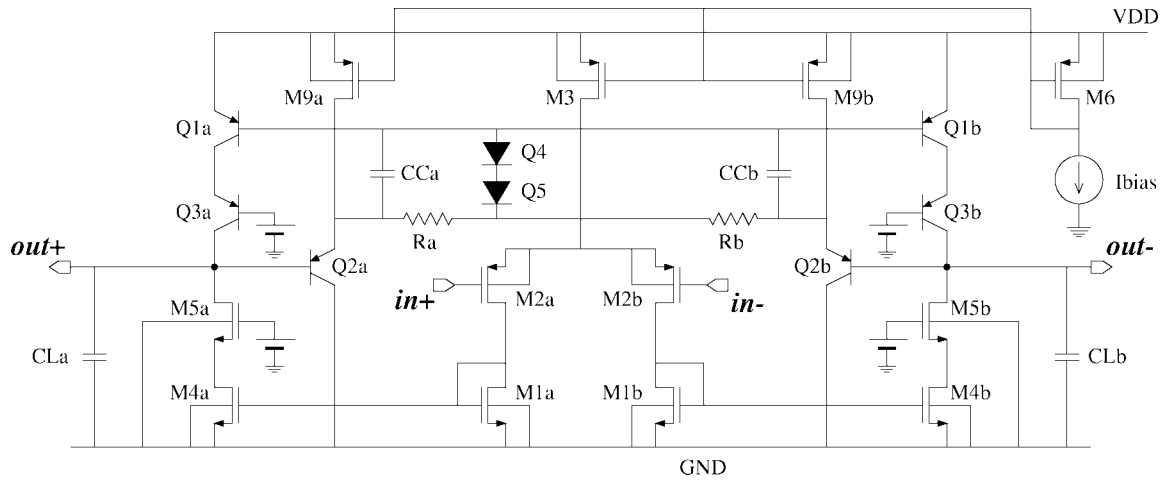 VDD
M9a
M3
M9b
M6
Q1a
Q4
Q1b
CCa
CCb
Q5
Ibias
Q3a
Q3b
Ra
Rb
out+
out-
Q2a
Q2b
in+
M2a
M2b
in-
M5a
M5b
CLa
CLb
M4a
M1a
M1b
M4b
GND